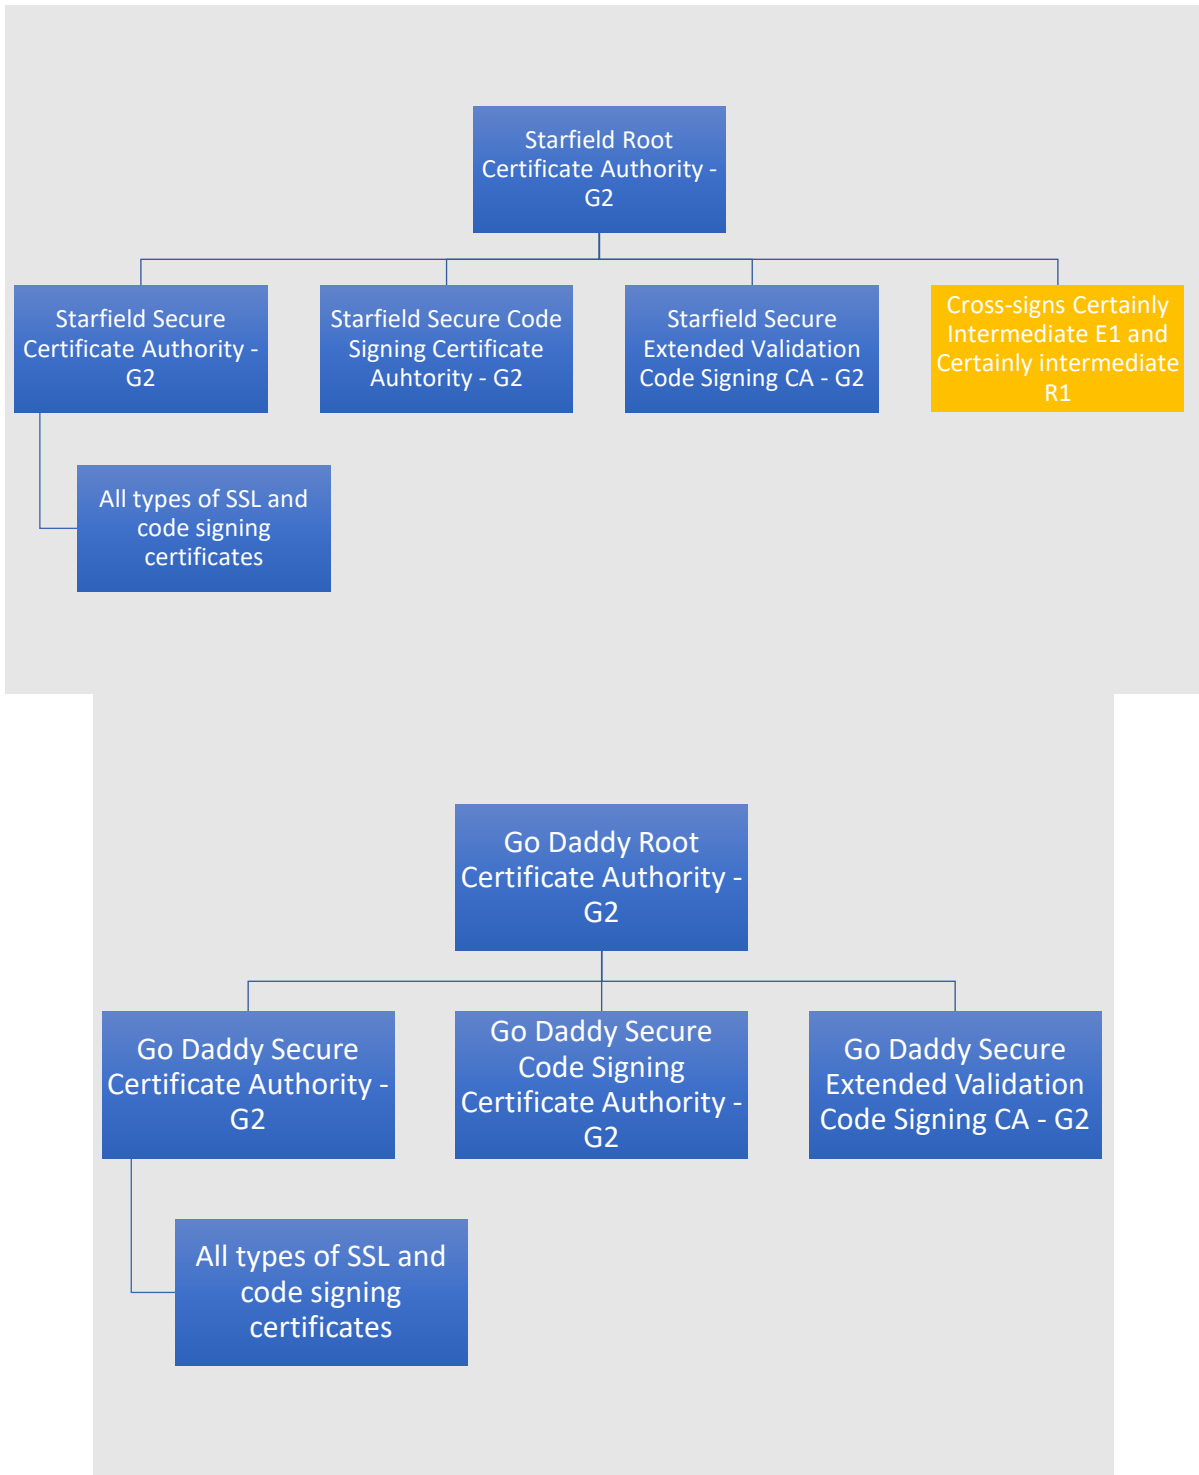 Starfield Root
Certificate Authority -
G2
Starfield Secure
Certificate Authority -
G2
Starfield Secure Code
Signing Certificate
Auhtority - G2
Starfield Secure
Extended Validation
Code Signing CA - G2
Cross-signs Certainly
Intermediate E1 and
Certainly intermediate
R1
All types of SSL and
code signing
certificates
Go Daddy Root
Certificate Authority -
G2
Go Daddy Secure
Certificate Authority -
G2
Go Daddy Secure
Code Signing
Certificate Authority -
G2
Go Daddy Secure
Extended Validation
Code Signing CA - G2
All types of SSL and
code signing
certificates